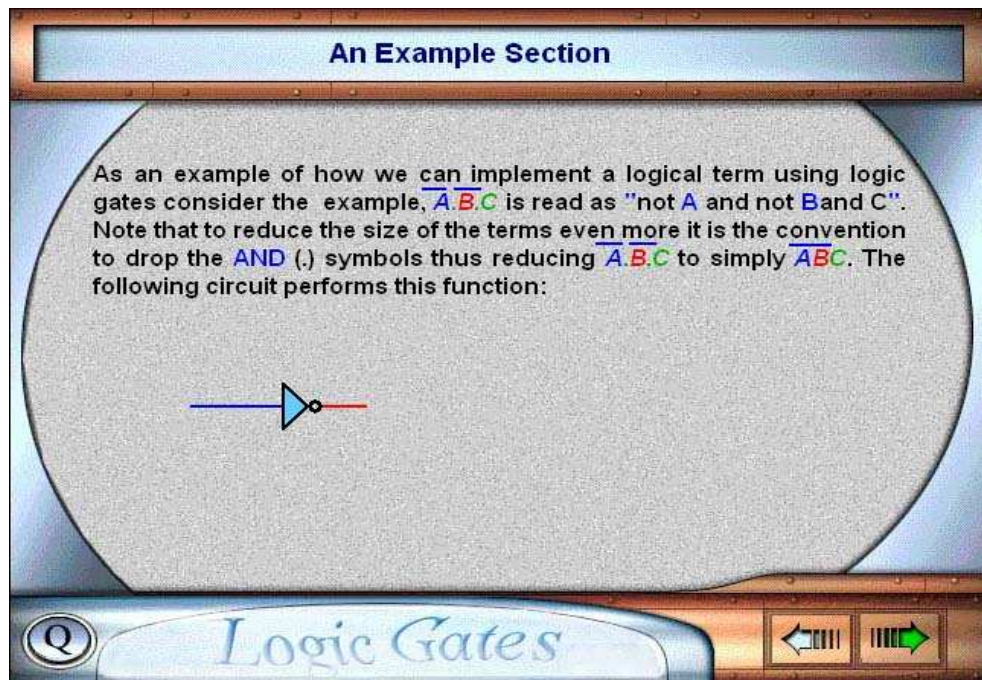 An Example Section
As an example of how we can implement a logical term using logic
gates consider the example, A̅.B̅.C is read as "not A and not Band C".
Note that to reduce the size of the terms even more it is the convention
to drop the AND (.) symbols thus reducing A̅.B̅.C to simply A̅B̅C. The
following circuit performs this function:
Q
Logic Gates